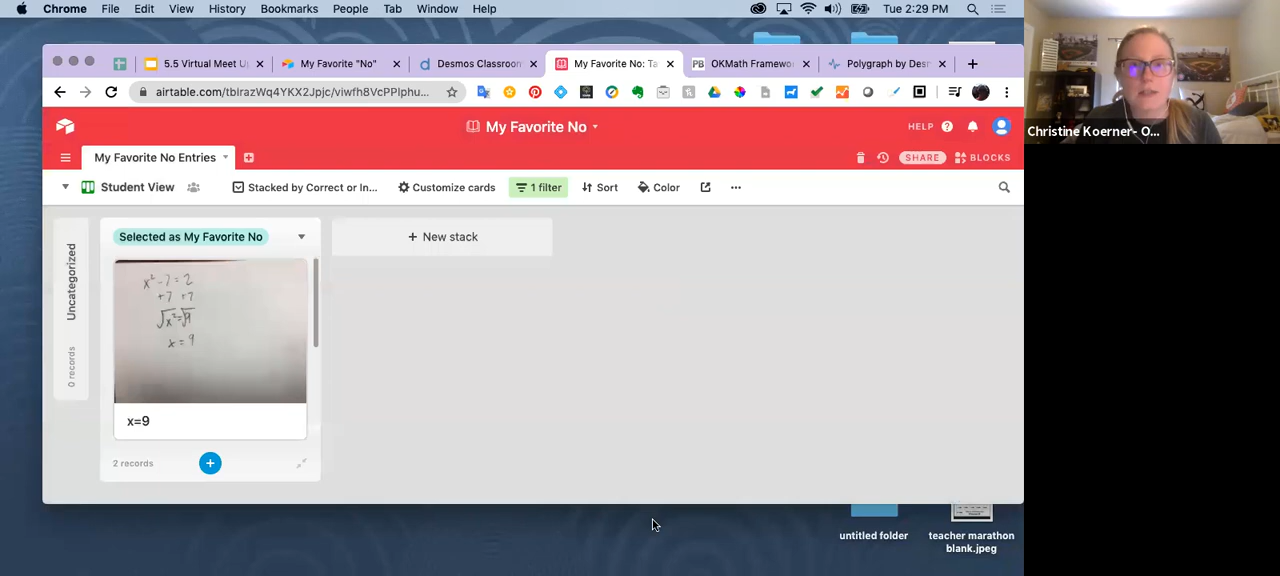 Chrome File Edit View History Bookmarks People Tab Window Help
Tue 2:29 PM
5.5 Virtual Meet U
My Favorite "No"
Desmos Classroom
My Favorite No: Ta
OKMath Framewo
Polygraph by Des
airtable.com/tbirazWq4YKX2Jpjc/viwfh8VcPPlphu...
My Favorite No
HELP
My Favorite No Entries
SHARE
BLOCKS
Student View
Stacked by Correct or In...
Customize cards
1 filter
Sort
Color
Uncategorized
0 records
Selected as My Favorite No
+ New stack
x² - 7 = 2
+7 +7
√x² = √9
x = 9
x=9
2 records
untitled folder
teacher marathon
blank.jpeg
Christine Koerner- O...